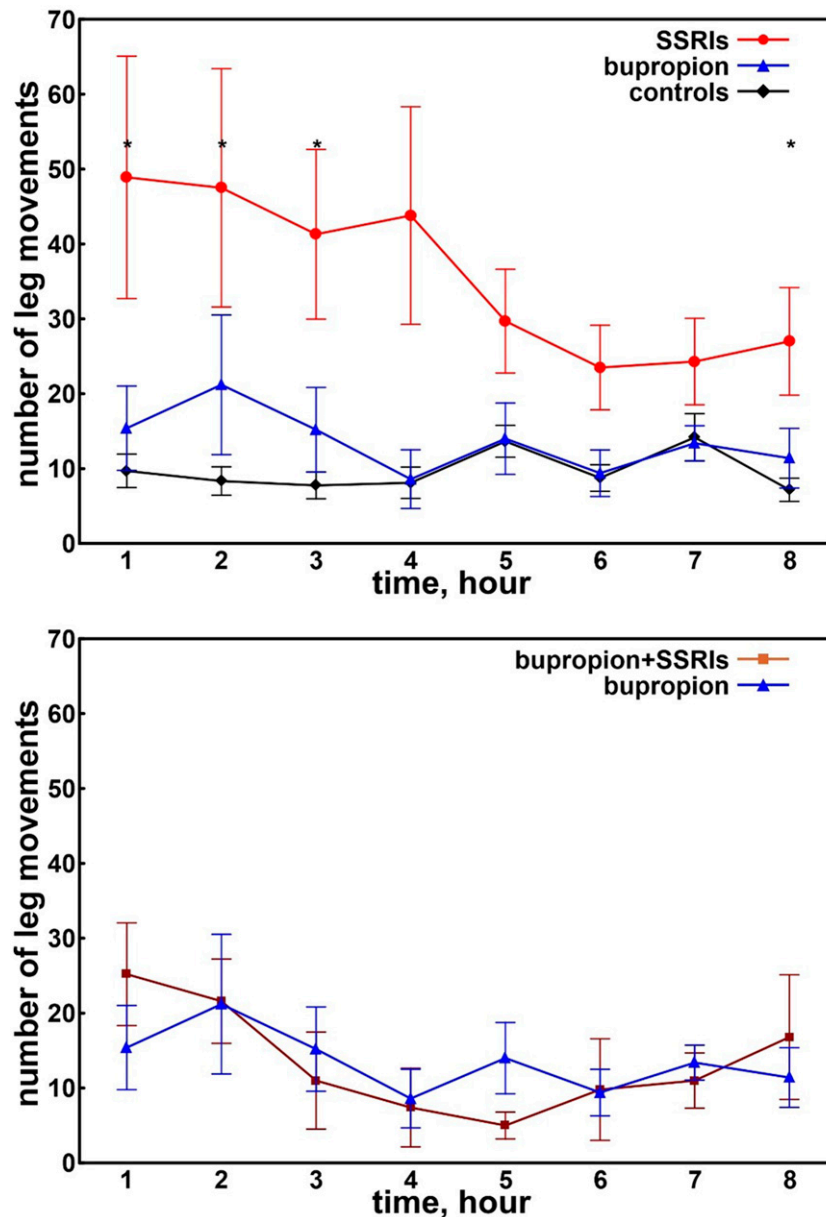 70
60
50
40
30
20
10
0
number of leg movements
SSRIs
bupropion
controls
* * * *
1 2 3 4 5 6 7 8
time, hour
70
60
50
40
30
20
10
0
number of leg movements
bupropion+SSRIs
bupropion
1 2 3 4 5 6 7 8
time, hour